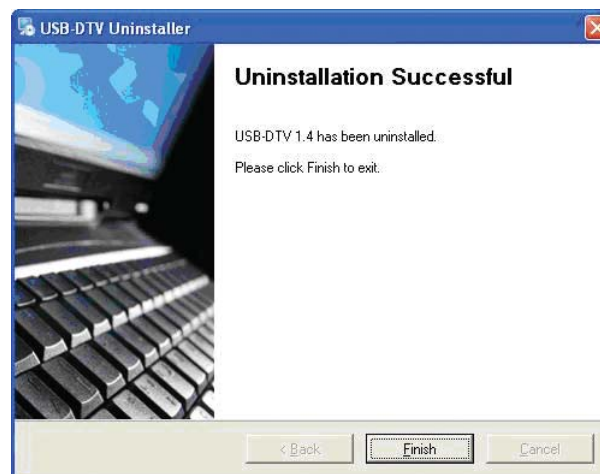 USB-DTV Uninstaller
Uninstallation Successful
USB-DTV 1.4 has been uninstalled.
Please click Finish to exit.
< Back
Finish
Cancel